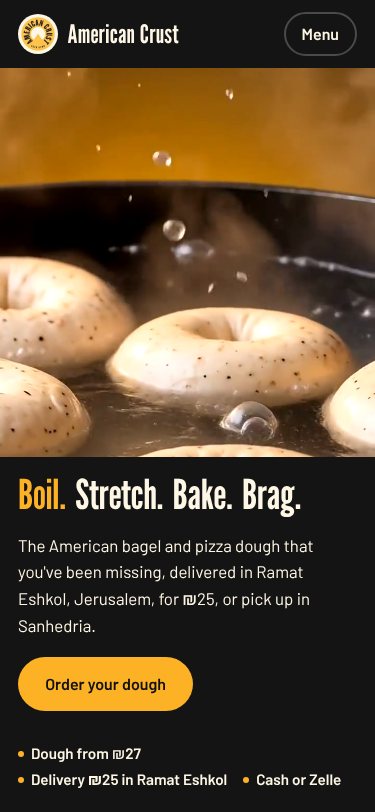 AMERICAN CRUST
American Crust
Menu
Boil. Stretch. Bake. Brag.
The American bagel and pizza dough that
you've been missing, delivered in Ramat
Eshkol, Jerusalem, for ₪25, or pick up in
Sanhedria.
Order your dough
Dough from ₪27
Delivery ₪25 in Ramat Eshkol
Cash or Zelle